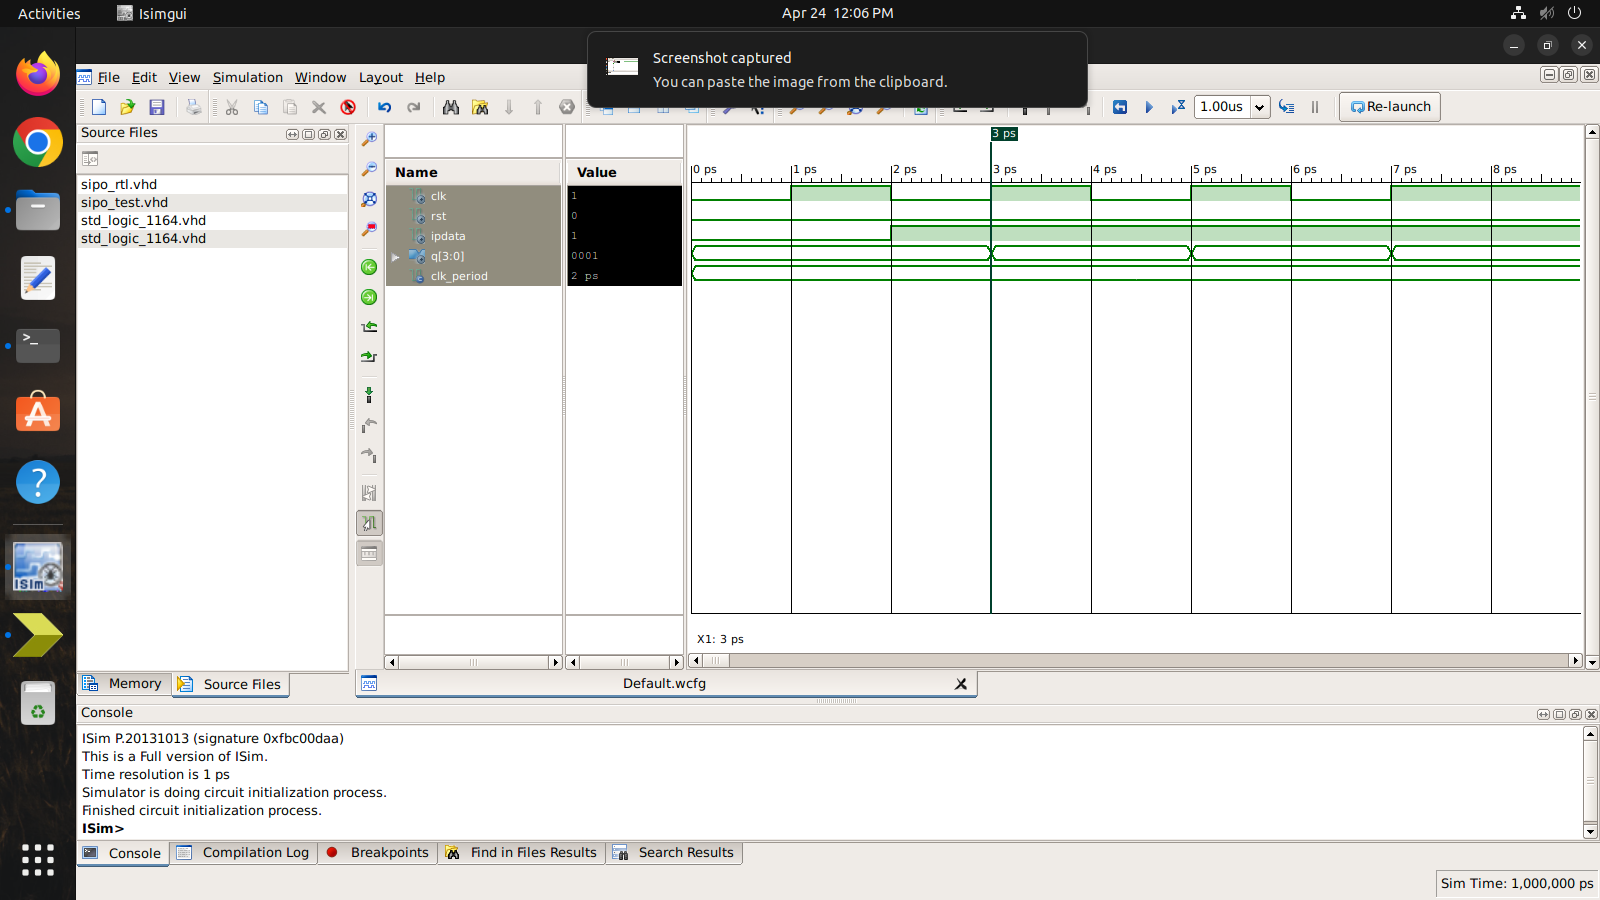 Activities
Isimgui
Apr 24 12:06 PM
Screenshot captured
You can paste the image from the clipboard.
File Edit View Simulation Window Layout Help
1.00us
Re-launch
Source Files
sipo_rtl.vhd
sipo_test.vhd
std_logic_1164.vhd
std_logic_1164.vhd
Memory
Source Files
Name
Value
clk 1
rst 0
ipdata 1
q[3:0] 0001
clk_period 2 ps
3 ps
0 ps 1 ps 2 ps 3 ps 4 ps 5 ps 6 ps 7 ps 8 ps
X1: 3 ps
Default.wcfg
Console
ISim P.20131013 (signature 0xfbc00daa)
This is a Full version of ISim.
Time resolution is 1 ps
Simulator is doing circuit initialization process.
Finished circuit initialization process.
ISim>
Console
Compilation Log
Breakpoints
Find in Files Results
Search Results
Sim Time: 1,000,000 ps
ISim